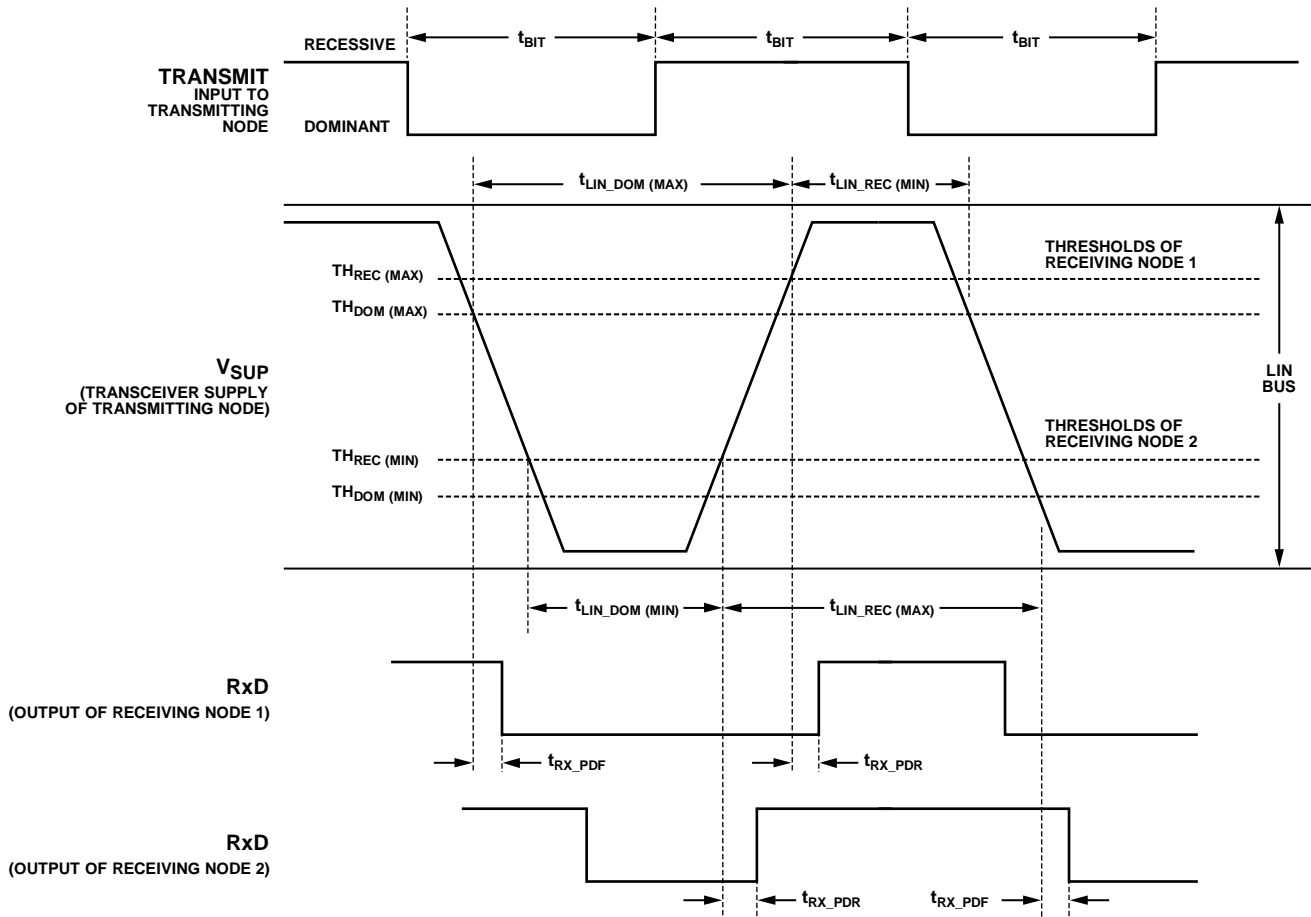 RECESSIVE
tBIT
tBIT
tBIT
TRANSMIT
INPUT TO
TRANSMITTING
NODE
DOMINANT
tLIN_DOM (MAX)
tLIN_REC (MIN)
THREC (MAX)
THDOM (MAX)
THRESHOLDS OF
RECEIVING NODE 1
VSUP
(TRANSCEIVER SUPPLY
OF TRANSMITTING NODE)
LIN
BUS
THRESHOLDS OF
RECEIVING NODE 2
THREC (MIN)
THDOM (MIN)
tLIN_DOM (MIN)
tLIN_REC (MAX)
RxD
(OUTPUT OF RECEIVING NODE 1)
tRX_PDF
tRX_PDR
RxD
(OUTPUT OF RECEIVING NODE 2)
tRX_PDR
tRX_PDF